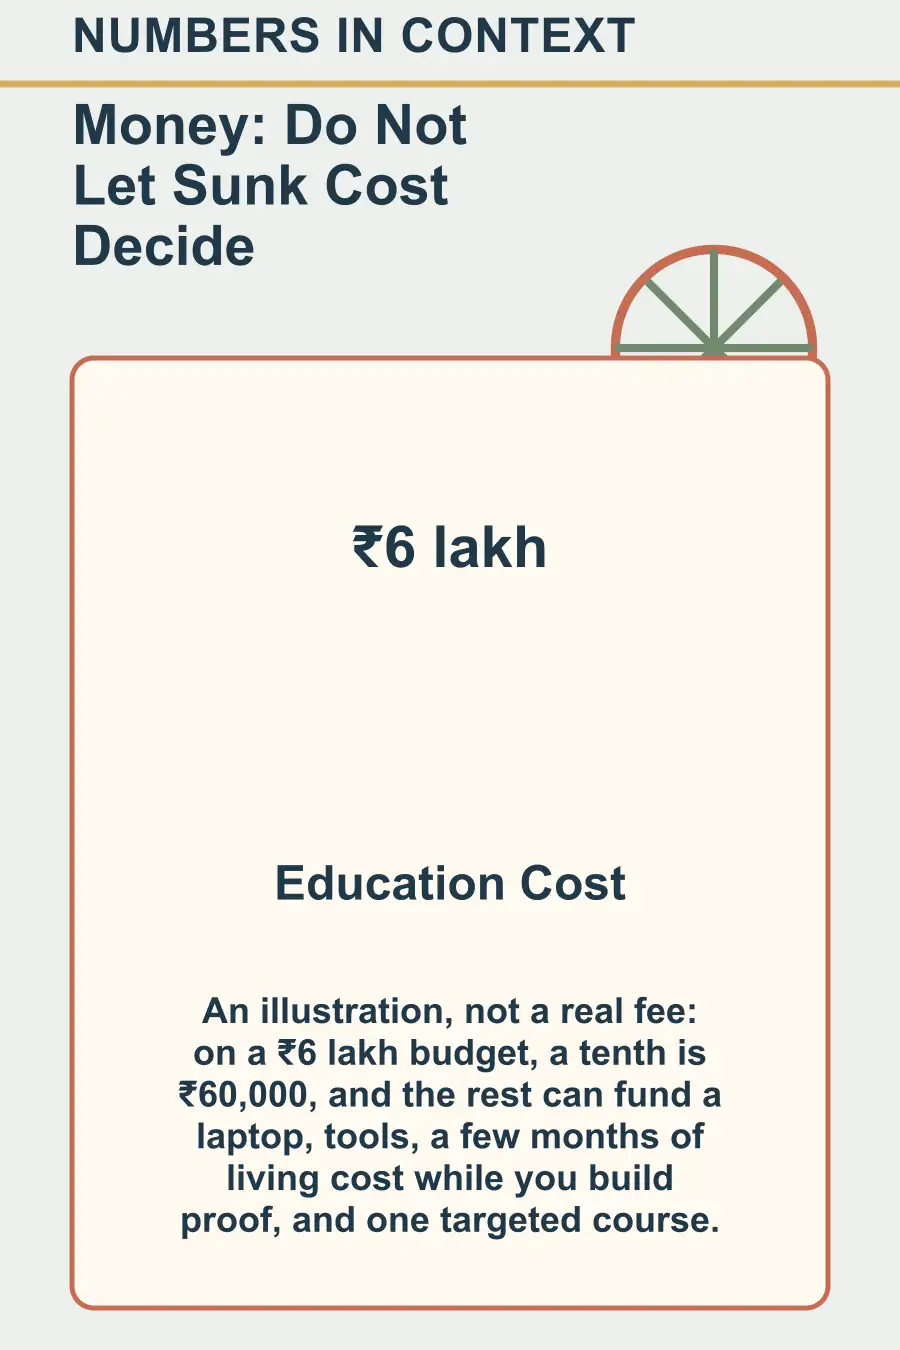 NUMBERS IN CONTEXT
Money: Do Not
Let Sunk Cost
Decide
₹6 lakh
Education Cost
An illustration, not a real fee:
on a ₹6 lakh budget, a tenth is
₹60,000, and the rest can fund a
laptop, tools, a few months of
living cost while you build
proof, and one targeted course.